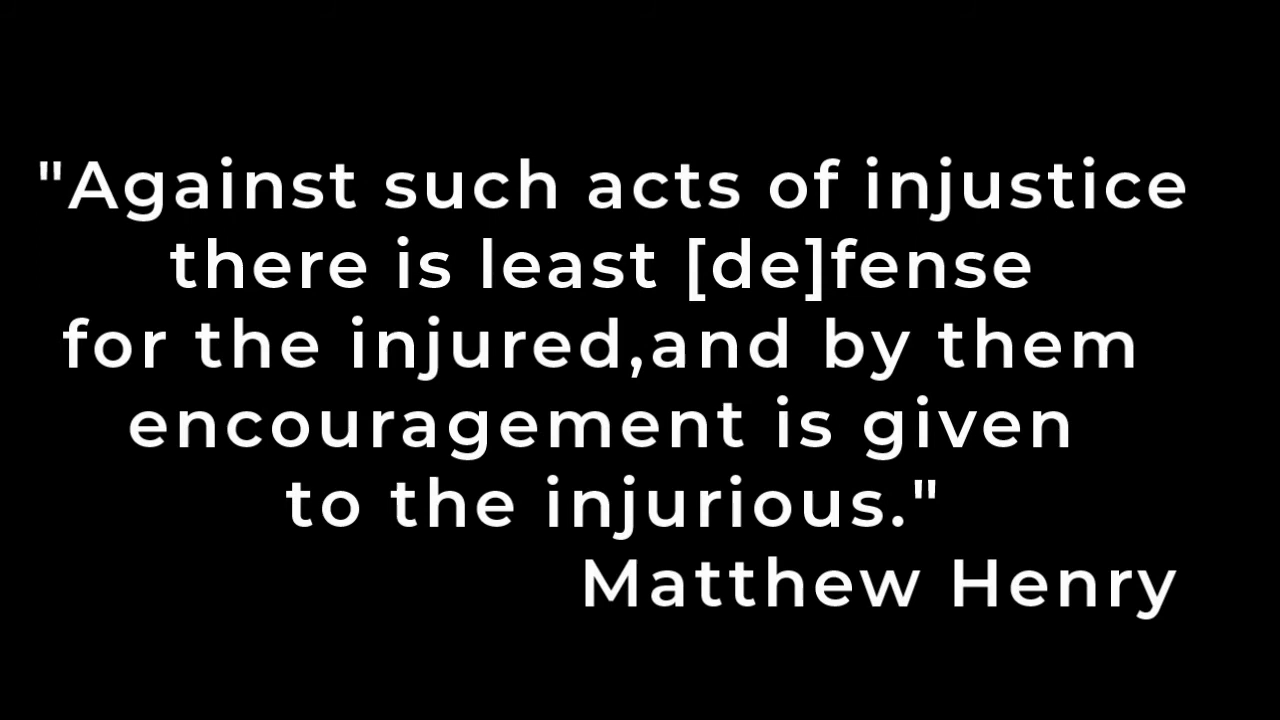 "Against such acts of injustice
there is least [de]fense
for the injured,and by them
encouragement is given
to the injurious."
Matthew Henry